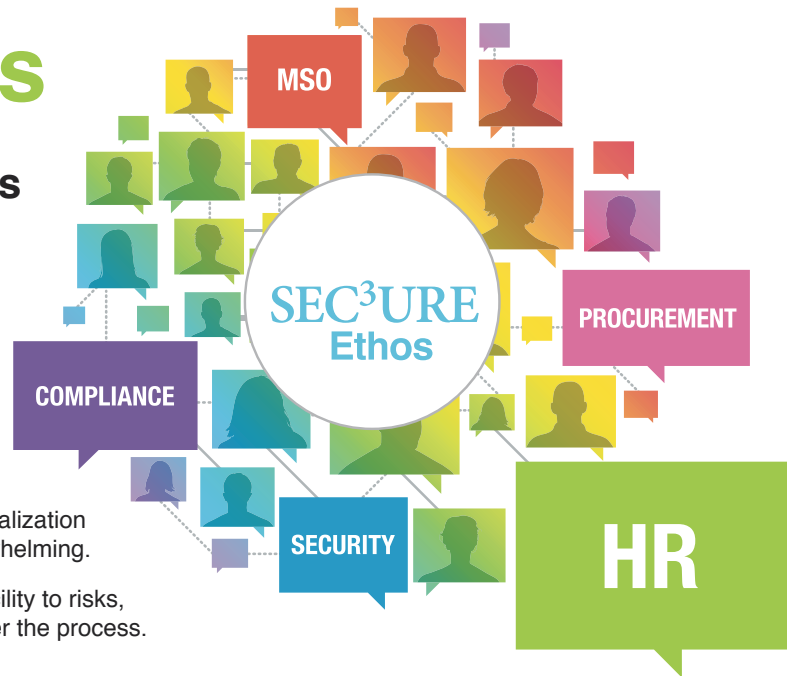 s
s
MSO
SEC³URE
Ethos
PROCUREMENT
COMPLIANCE
SECURITY
HR
alization
helming.
ility to risks,
er the process.